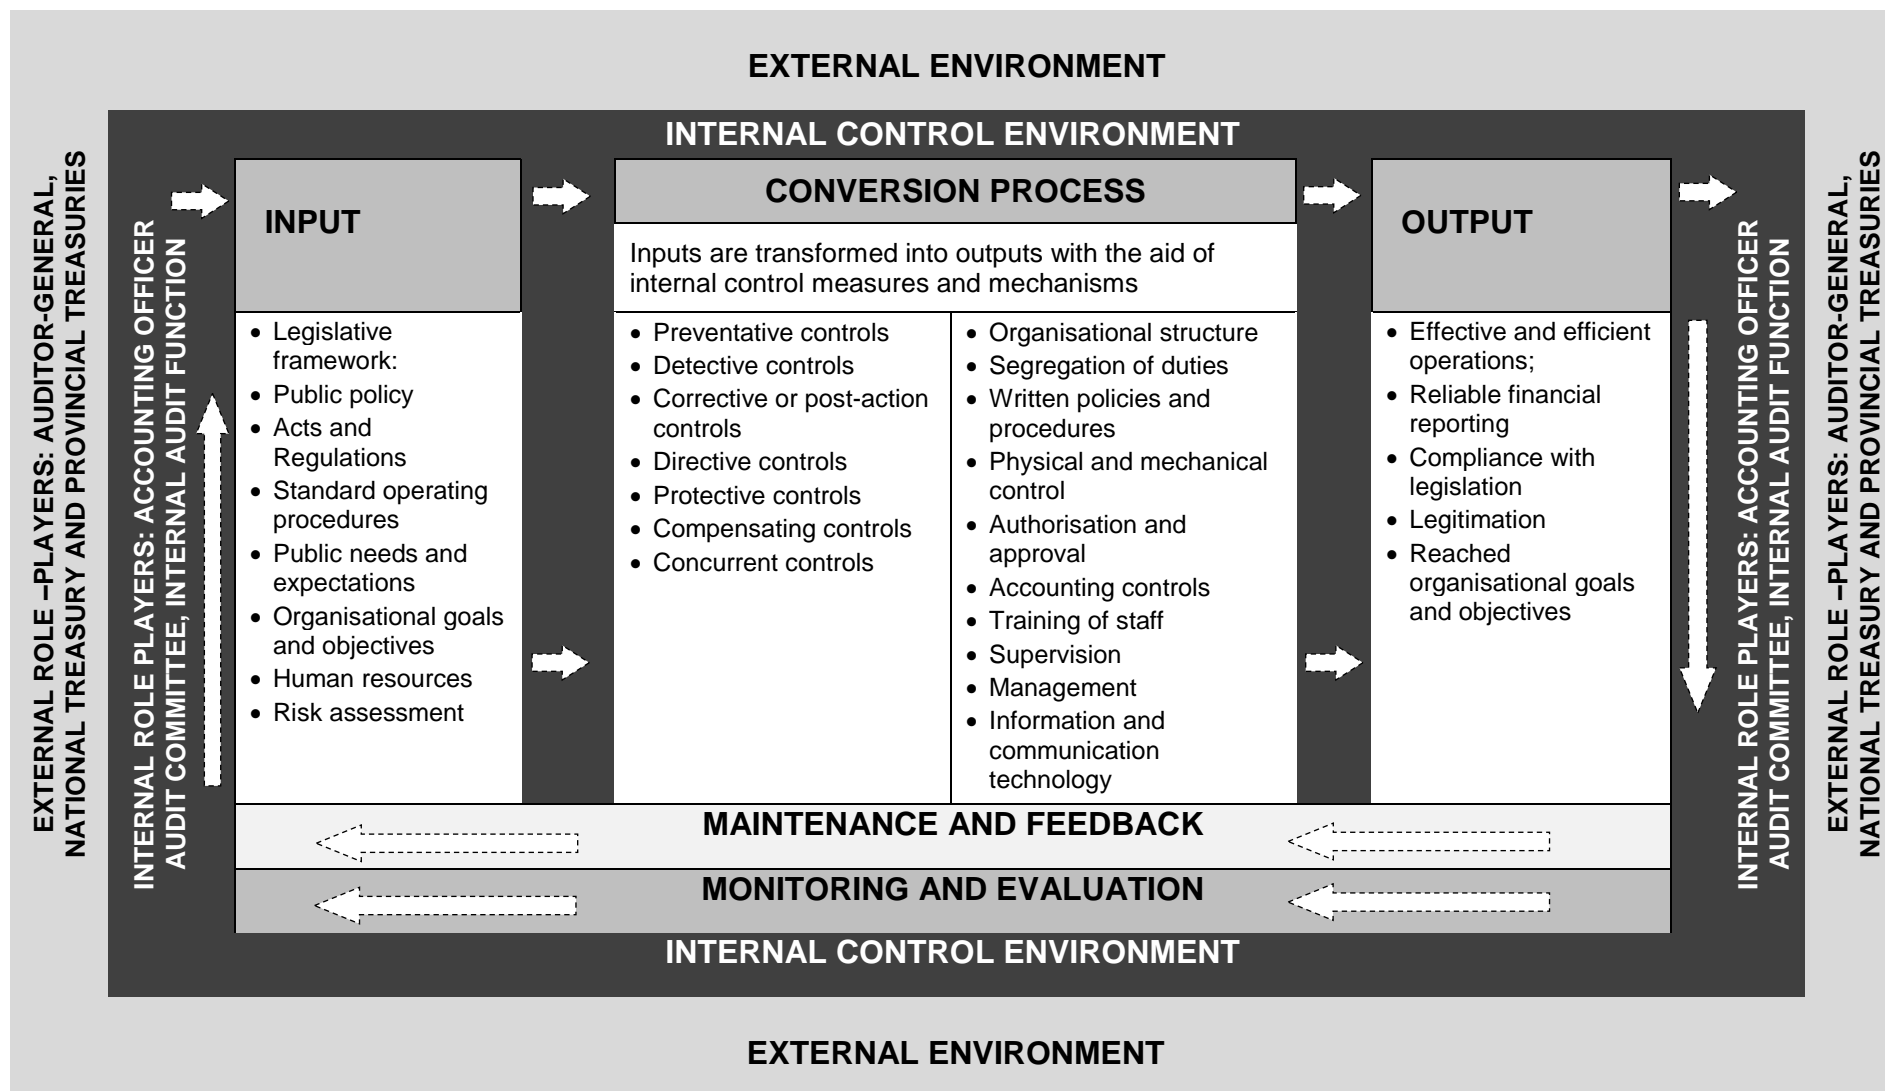 EXTERNAL ENVIRONMENT
EXTERNAL ROLE –PLAYERS: AUDITOR-GENERAL,
NATIONAL TREASURY AND PROVINCIAL TREASURIES
INTERNAL CONTROL ENVIRONMENT
INTERNAL ROLE PLAYERS: ACCOUNTING OFFICER
AUDIT COMMITTEE, INTERNAL AUDIT FUNCTION
INPUT
• Legislative
framework:
• Public policy
• Acts and
Regulations
• Standard operating
procedures
• Public needs and
expectations
• Organisational goals
and objectives
• Human resources
• Risk assessment
CONVERSION PROCESS
Inputs are transformed into outputs with the aid of
internal control measures and mechanisms
• Preventative controls
• Detective controls
• Corrective or post-action
controls
• Directive controls
• Protective controls
• Compensating controls
• Concurrent controls
• Organisational structure
• Segregation of duties
• Written policies and
procedures
• Physical and mechanical
control
• Authorisation and
approval
• Accounting controls
• Training of staff
• Supervision
• Management
• Information and
communication
technology
OUTPUT
• Effective and efficient
operations;
• Reliable financial
reporting
• Compliance with
legislation
• Legitimation
• Reached
organisational goals
and objectives
INTERNAL ROLE PLAYERS: ACCOUNTING OFFICER
AUDIT COMMITTEE, INTERNAL AUDIT FUNCTION
EXTERNAL ROLE –PLAYERS: AUDITOR-GENERAL,
NATIONAL TREASURY AND PROVINCIAL TREASURIES
MAINTENANCE AND FEEDBACK
MONITORING AND EVALUATION
INTERNAL CONTROL ENVIRONMENT
EXTERNAL ENVIRONMENT